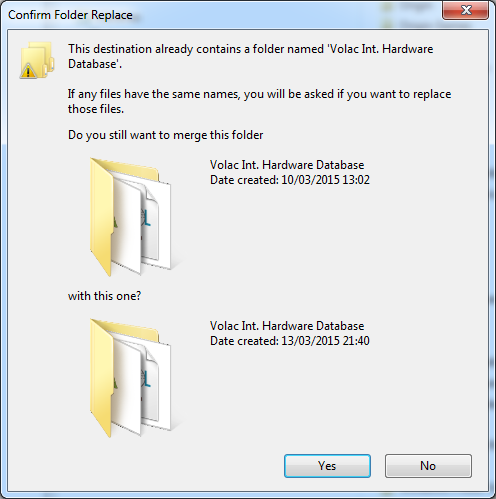 Confirm Folder Replace
This destination already contains a folder named 'Volac Int. Hardware
Database'.
If any files have the same names, you will be asked if you want to replace
those files.
Do you still want to merge this folder
Volac Int. Hardware Database
Date created: 10/03/2015 13:02
with this one?
Volac Int. Hardware Database
Date created: 13/03/2015 21:40
Yes
No